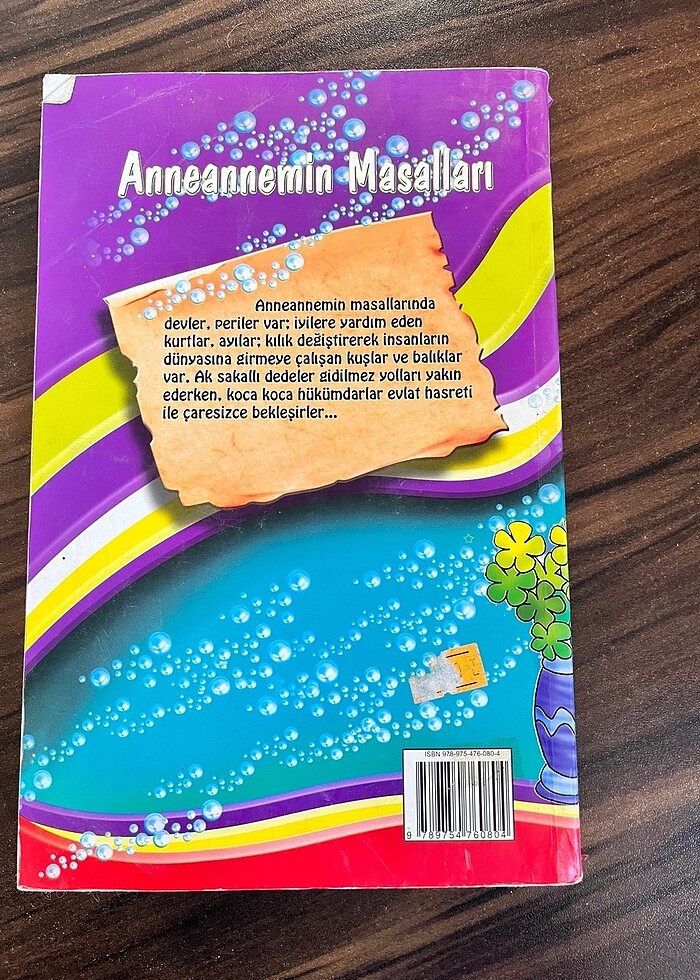 Anneannemin Masalları
Anneannemin masallarında
devler, periler var; iyilere yardım eden
kurtlar, ayılar; kılık değiştirerek insanların
dünyasına girmeye çalışan kuşlar ve balıklar
var. Ak sakallı dedeler gidilmez yolları yakın
ederken, koca koca hükümdarlar evlat hasreti
ile çaresizce bekleşirler...
ISBN 978-975-476-080-4
9 789754 760804